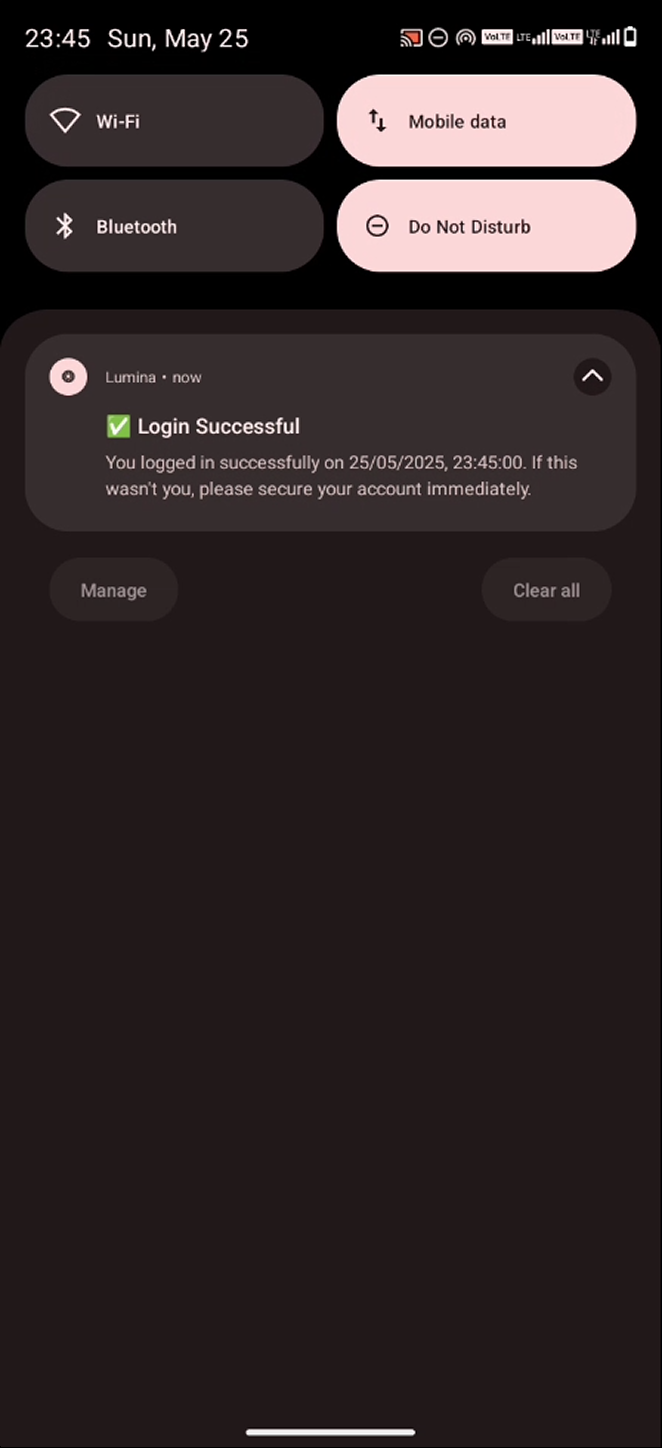 23:45 Sun, May 25 VoLTE LTE VoLTE LTE
Wi-Fi Mobile data
Bluetooth Do Not Disturb
Lumina • now
✅ Login Successful
You logged in successfully on 25/05/2025, 23:45:00. If this
wasn't you, please secure your account immediately.
Manage Clear all